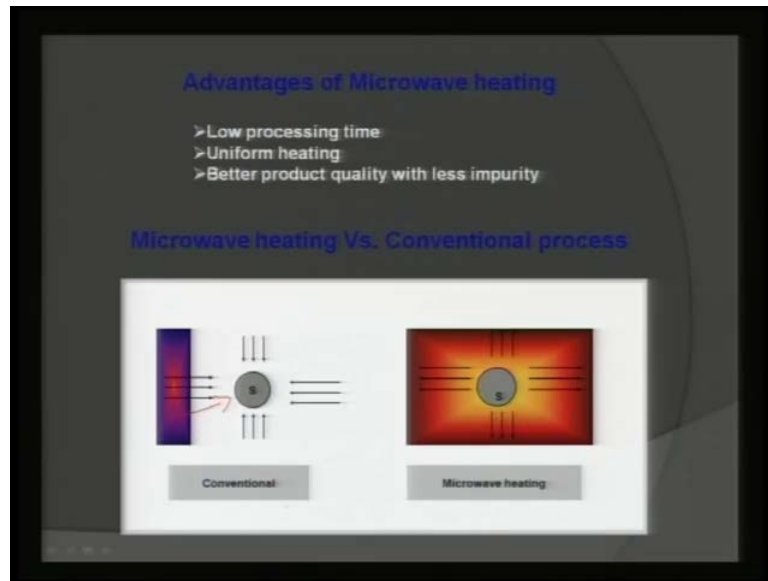 Advantages of Microwave heating
➢Low processing time
➢Uniform heating
➢Better product quality with less impurity
Microwave heating Vs. Conventional process
S
S
Conventional
Microwave heating